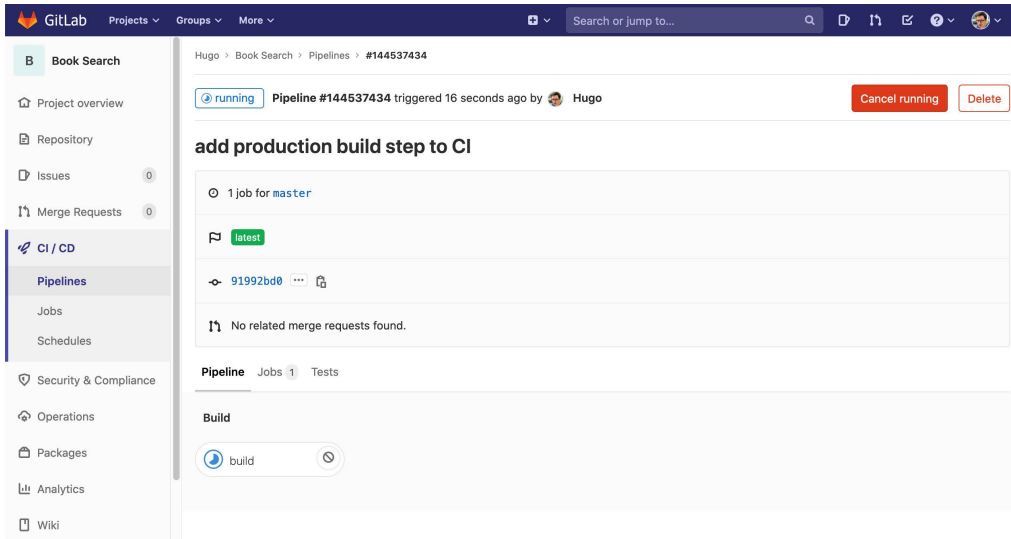 GitLab Projects Groups More Search or jump to...
B Book Search
Hugo > Book Search > Pipelines > #144537434
running Pipeline #144537434 triggered 16 seconds ago by Hugo Cancel running Delete
Project overview
Repository
Issues 0
Merge Requests 0
CI / CD
Pipelines
Jobs
Schedules
Security & Compliance
Operations
Packages
Analytics
Wiki
add production build step to CI
1 job for master
latest
91992bd0 ...
No related merge requests found.
Pipeline Jobs 1 Tests
Build
build